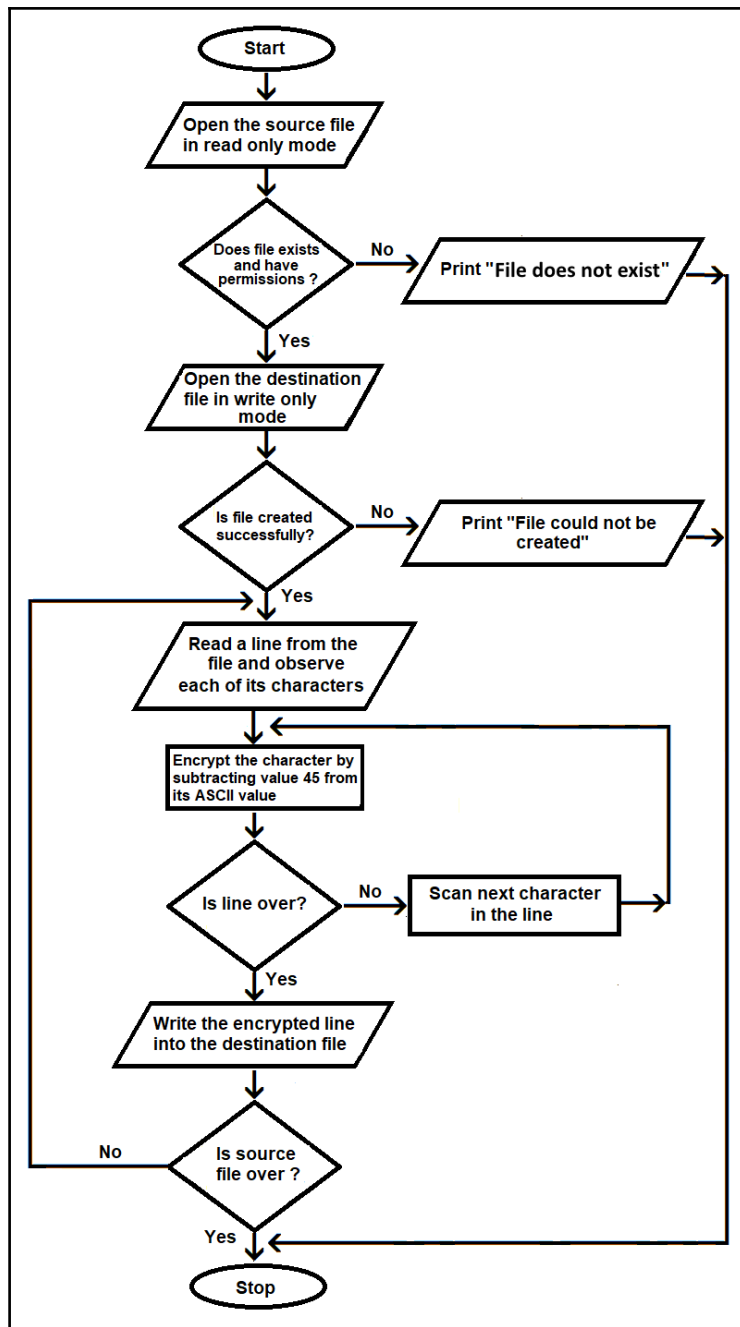 Start
Open the source file
in read only mode
Does file exists
and have
permissions ?
No
Print "File does not exist"
Yes
Open the destination
file in write only
mode
Is file created
successfully?
No
Print "File could not be
created"
Yes
Read a line from the
file and observe
each of its characters
Encrypt the character by
subtracting value 45 from
its ASCII value
Is line over?
No
Scan next character
in the line
Yes
Write the encrypted line
into the destination file
Is source
file over ?
No
Yes
Stop